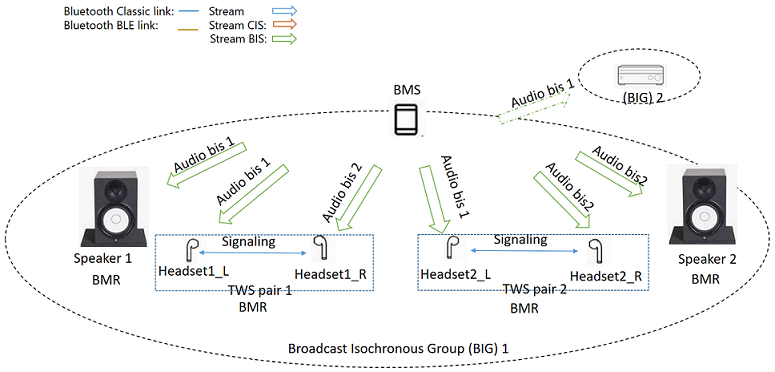 Bluetooth Classic link:
Stream
Bluetooth BLE link:
Stream CIS:
Stream BIS:
BMS
Audio bis 1
(BIG) 2
Audio bis 1
Audio bis 1
Audio bis 2
Audio bis 1
Audio bis2
Audio bis2
Speaker 1
BMR
Signaling
Headset1_L
Headset1_R
TWS pair 1
BMR
Signaling
Headset2_L
Headset2_R
TWS pair 2
BMR
Speaker 2
BMR
Broadcast Isochronous Group (BIG) 1